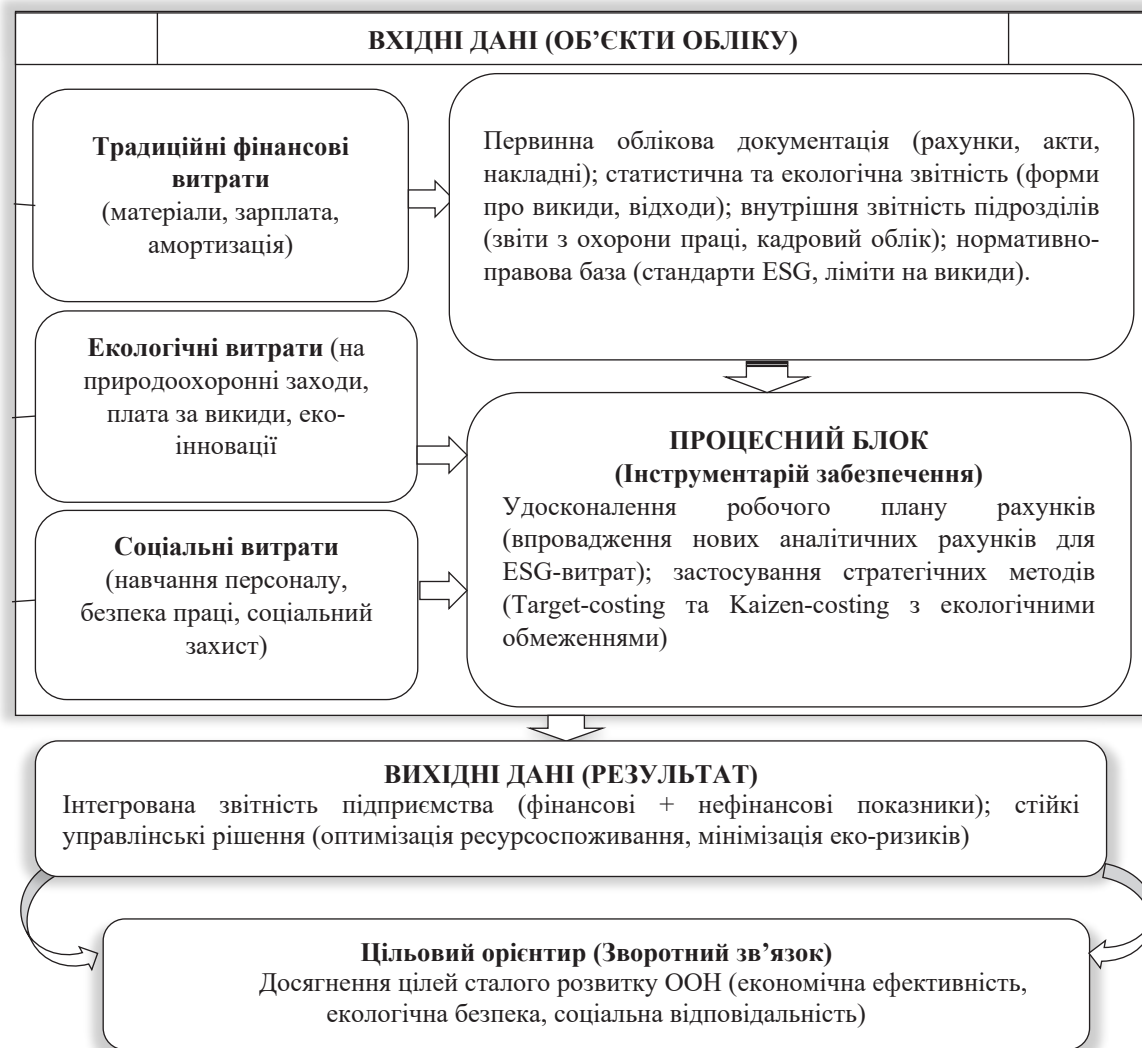 ВХІДНІ ДАНІ (ОБ’ЄКТИ ОБЛІКУ)
Традиційні фінансові
витрати
(матеріали, зарплата,
амортизація)
Первинна облікова документація (рахунки, акти,
накладні); статистична та екологічна звітність (форми
про викиди, відходи); внутрішня звітність підрозділів
(звіти з охорони праці, кадровий облік); нормативно-
правова база (стандарти ESG, ліміти на викиди).
Екологічні витрати (на
природоохоронні заходи,
плата за викиди, еко-
інновації
ПРОЦЕСНИЙ БЛОК
(Інструментарій забезпечення)
Удосконалення робочого плану рахунків
(впровадження нових аналітичних рахунків для
ESG-витрат); застосування стратегічних методів
(Target-costing та Kaizen-costing з екологічними
обмеженнями)
Соціальні витрати
(навчання персоналу,
безпека праці, соціальний
захист)
ВИХІДНІ ДАНІ (РЕЗУЛЬТАТ)
Інтегрована звітність підприємства (фінансові + нефінансові показники); стійкі
управлінські рішення (оптимізація ресурсоспоживання, мінімізація еко-ризиків)
Цільовий орієнтир (Зворотний зв’язок)
Досягнення цілей сталого розвитку ООН (економічна ефективність,
екологічна безпека, соціальна відповідальність)